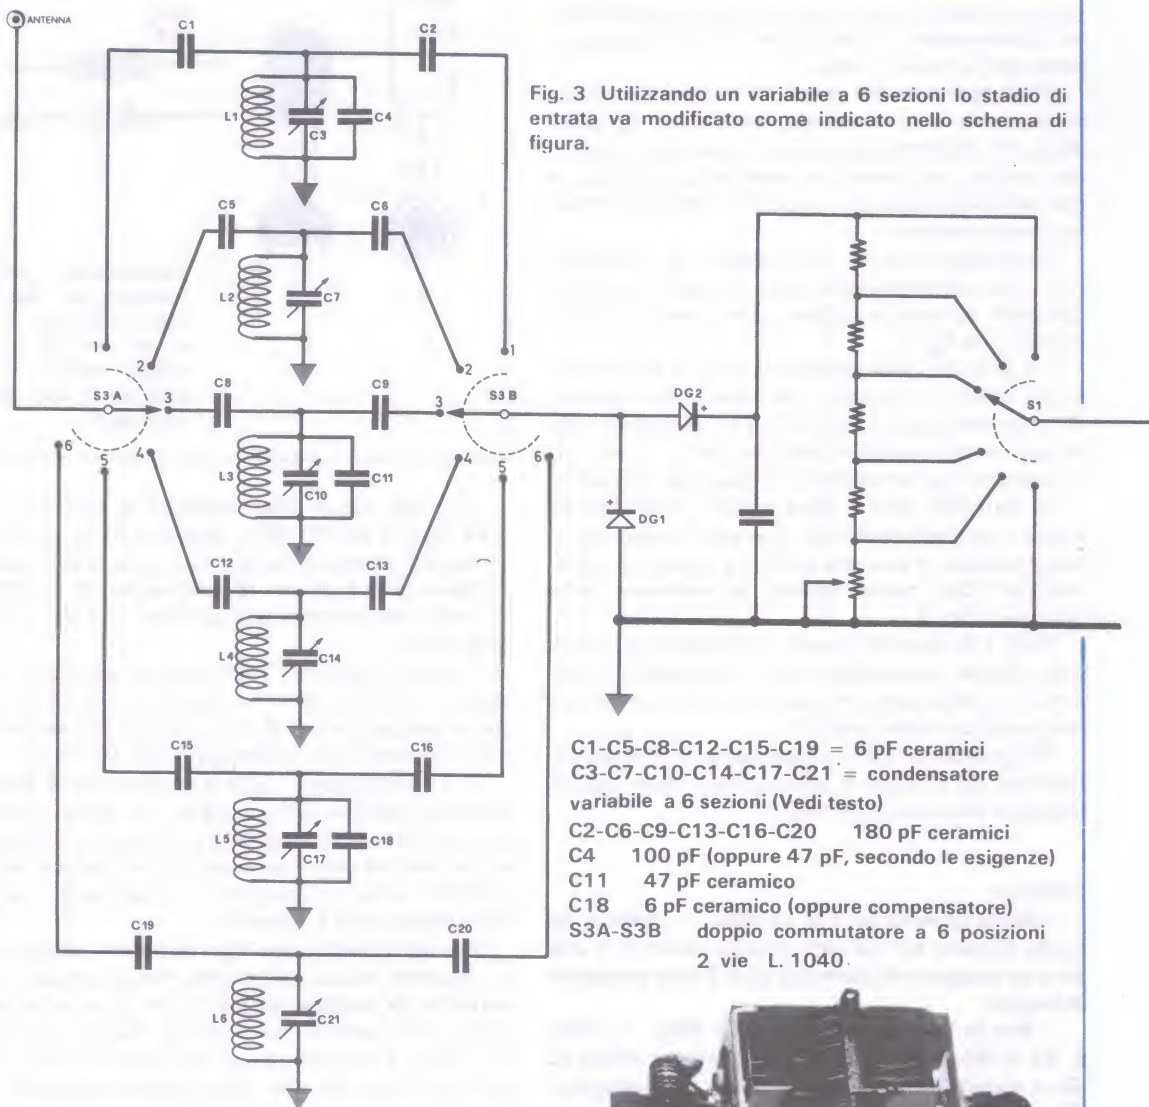 ANTENNA
C1
C2
L1
C3
C4
Fig. 3 Utilizzando un variabile a 6 sezioni lo stadio di
entrata va modificato come indicato nello schema di
figura.
C5
C6
L2
C7
1
2
1
2
S3 A
3
C8
C9
3
S3 B
DG2
+
S1
6
5
4
L3
C10
C11
4
5
6
+
DG1
C12
C13
L4
C14
C15
C16
L5
C17
C18
C1-C5-C8-C12-C15-C19 = 6 pF ceramici
C3-C7-C10-C14-C17-C21 = condensatore
variabile a 6 sezioni (Vedi testo)
C2-C6-C9-C13-C16-C20 180 pF ceramici
C4 100 pF (oppure 47 pF, secondo le esigenze)
C11 47 pF ceramico
C18 6 pF ceramico (oppure compensatore)
S3A-S3B doppio commutatore a 6 posizioni
2 vie L. 1040.
C19
C20
L6
C21